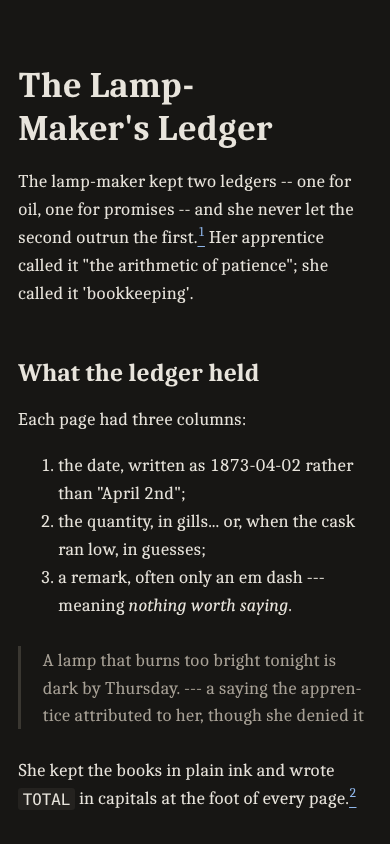 The Lamp-
Maker's Ledger
The lamp-maker kept two ledgers -- one for
oil, one for promises -- and she never let the
second outrun the first.1 Her apprentice
called it "the arithmetic of patience"; she
called it 'bookkeeping'.
What the ledger held
Each page had three columns:
1. the date, written as 1873-04-02 rather
than "April 2nd";
2. the quantity, in gills... or, when the cask
ran low, in guesses;
3. a remark, often only an em dash ---
meaning nothing worth saying.
A lamp that burns too bright tonight is
dark by Thursday. --- a saying the appren-
tice attributed to her, though she denied it
She kept the books in plain ink and wrote
TOTAL in capitals at the foot of every page.2